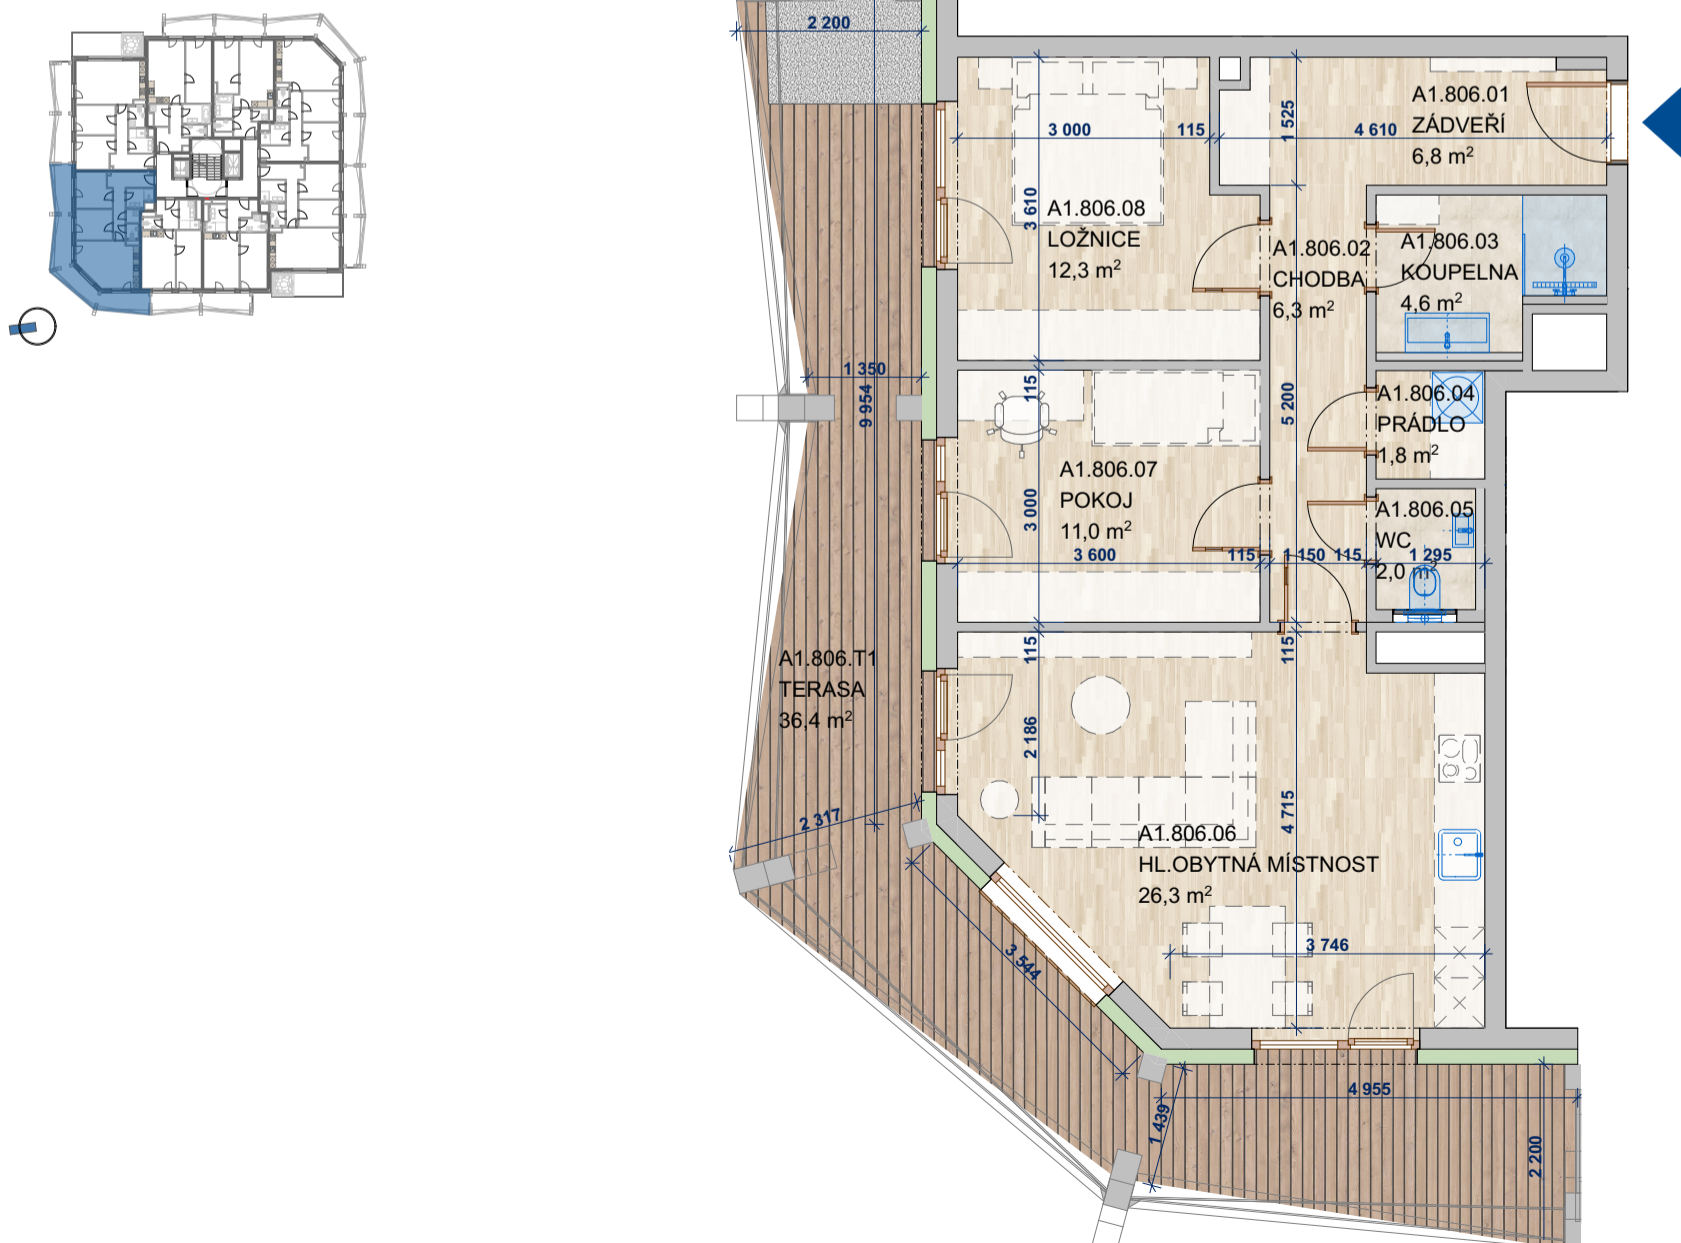 2 200
A1.806.01
ZÁDVEŘÍ
6,8 m²
3 000
115
1 525
4 610
3 610
A1.806.08
LOŽNICE
12,3 m²
A1.806.02
CHODBA
6,3 m²
A1.806.03
KOUPELNA
4,6 m²
1 350
9 954
115
5 200
A1.806.04
PRÁDLO
1,8 m²
A1.806.07
POKOJ
11,0 m²
3 000
A1.806.05
WC
2,0 m²
3 600
115
1 150
115
1 295
115
115
A1.806.T1
TERASA
36,4 m²
2 186
2 317
4 715
A1.806.06
HL.OBYTNÁ MÍSTNOST
26,3 m²
3 746
3 544
4 955
1 439
2 200